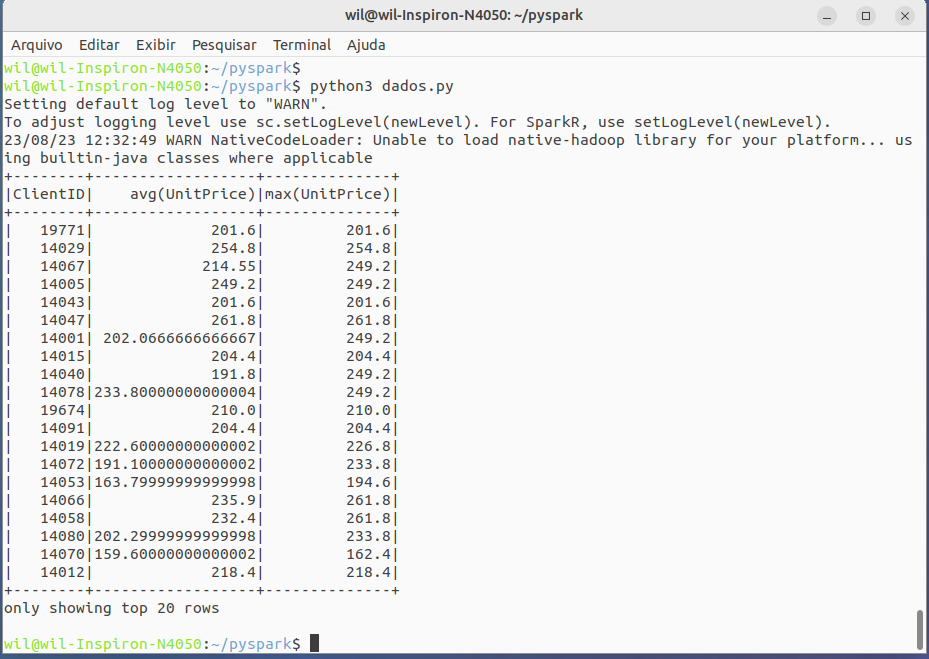 wil@wil-Inspiron-N4050: ~/pyspark
Arquivo Editar Exibir Pesquisar Terminal Ajuda
wil@wil-Inspiron-N4050:~/pyspark$
wil@wil-Inspiron-N4050:~/pyspark$ python3 dados.py
Setting default log level to "WARN".
To adjust logging level use sc.setLogLevel(newLevel). For SparkR, use setLogLevel(newLevel).
23/08/23 12:32:49 WARN NativeCodeLoader: Unable to load native-hadoop library for your platform... us
ing builtin-java classes where applicable
+--------+------------------+--------------+
|ClientID|    avg(UnitPrice)|max(UnitPrice)|
+--------+------------------+--------------+
|   19771|             201.6|         201.6|
|   14029|             254.8|         254.8|
|   14067|            214.55|         249.2|
|   14005|             249.2|         249.2|
|   14043|             201.6|         201.6|
|   14047|             261.8|         261.8|
|   14001| 202.0666666666667|         249.2|
|   14015|             204.4|         204.4|
|   14040|             191.8|         249.2|
|   14078|233.80000000000004|         249.2|
|   19674|             210.0|         210.0|
|   14091|             204.4|         204.4|
|   14019|222.60000000000002|         226.8|
|   14072|191.10000000000002|         233.8|
|   14053|163.79999999999998|         194.6|
|   14066|             235.9|         261.8|
|   14058|             232.4|         261.8|
|   14080|202.29999999999998|         233.8|
|   14070|159.60000000000002|         162.4|
|   14012|             218.4|         218.4|
+--------+------------------+--------------+
only showing top 20 rows
wil@wil-Inspiron-N4050:~/pyspark$